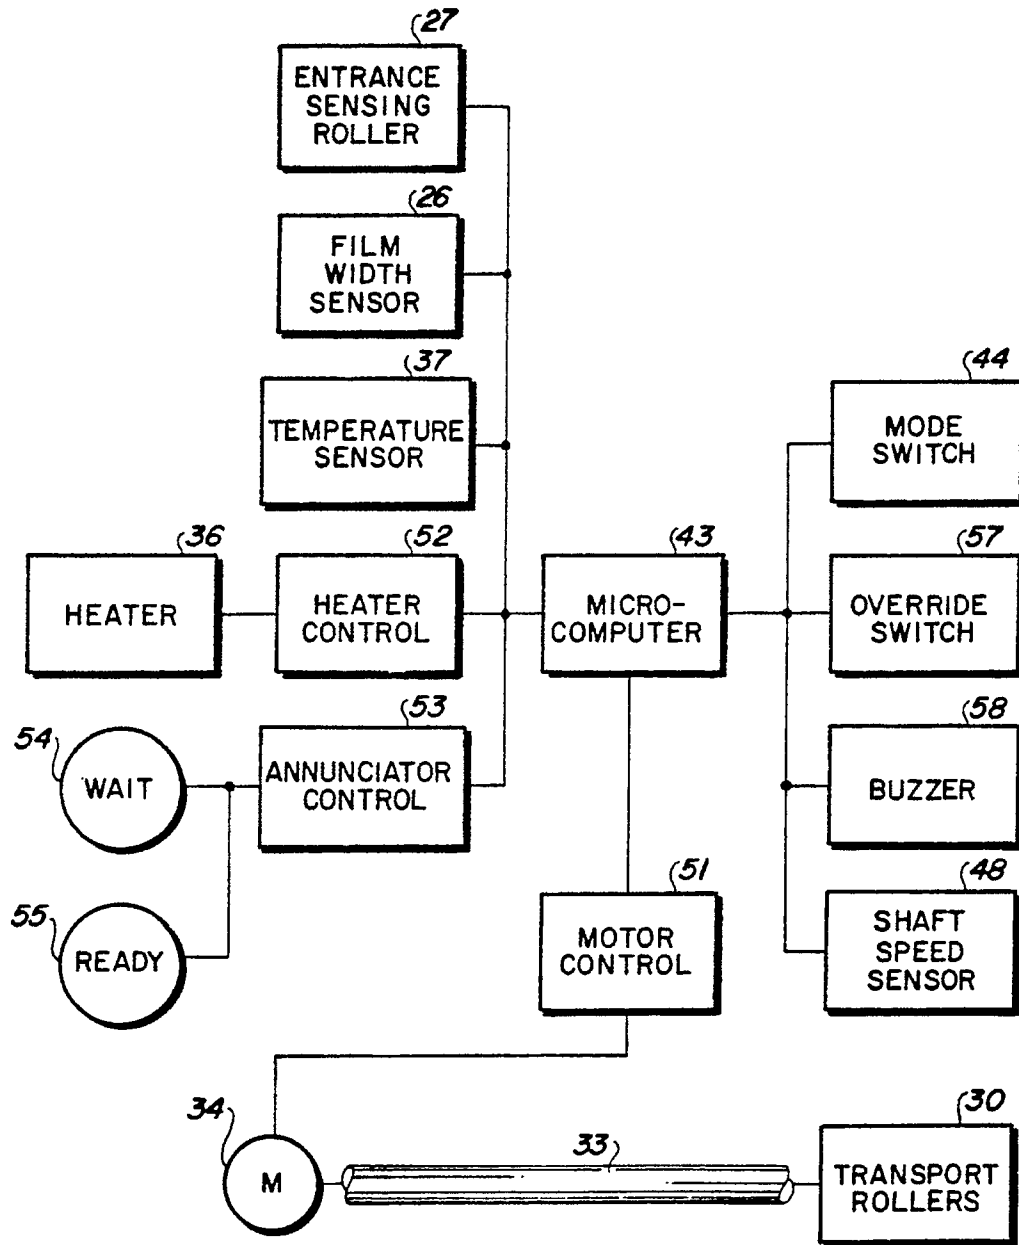 27
ENTRANCE
SENSING
ROLLER
26
FILM
WIDTH
SENSOR
37
TEMPERATURE
SENSOR
44
MODE
SWITCH
36
HEATER
52
HEATER
CONTROL
43
MICRO-
COMPUTER
57
OVERRIDE
SWITCH
54
WAIT
53
ANNUNCIATOR
CONTROL
58
BUZZER
55
READY
51
MOTOR
CONTROL
48
SHAFT
SPEED
SENSOR
34
M
33
30
TRANSPORT
ROLLERS